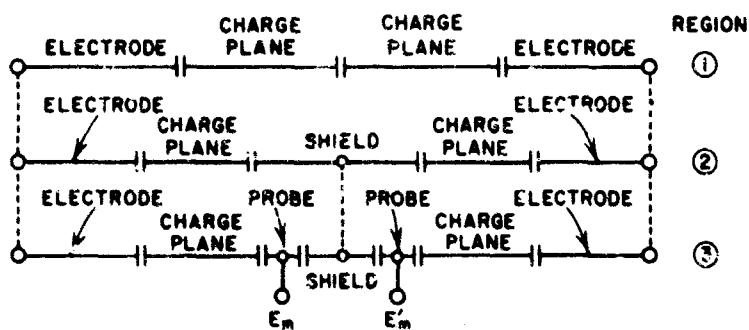 REGION
ELECTRODE CHARGE PLANE CHARGE PLANE ELECTRODE ①
ELECTRODE CHARGE PLANE SHIELD CHARGE PLANE ELECTRODE ②
ELECTRODE CHARGE PLANE PROBE SHIELD PROBE CHARGE PLANE ELECTRODE ③
Em E'm